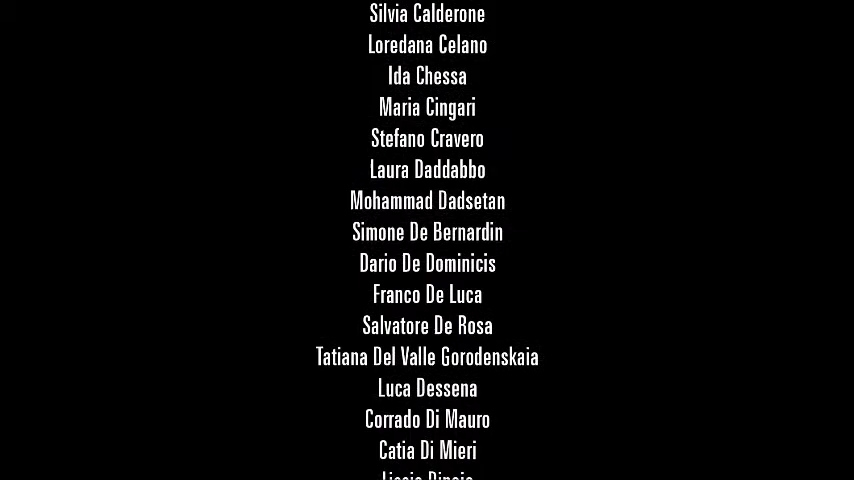 Silvia Calderone
Loredana Celano
Ida Chessa
Maria Cingari
Stefano Cravero
Laura Daddabbo
Mohammad Dadsetan
Simone De Bernardin
Dario De Dominicis
Franco De Luca
Salvatore De Rosa
Tatiana Del Valle Gorodenskaia
Luca Dessena
Corrado Di Mauro
Catia Di Mieri